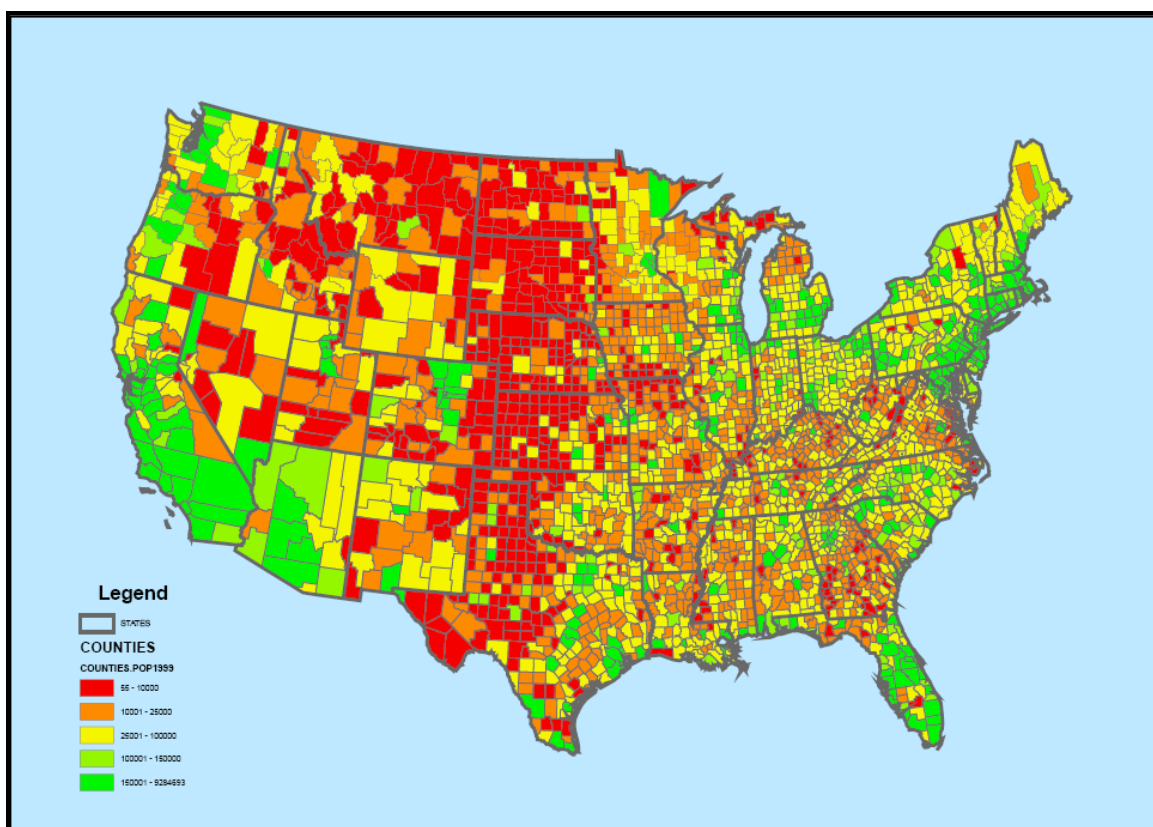 Legend
STATES
COUNTIES
COUNTIES.POP1999
55 - 10000
10001 - 25000
25001 - 100000
100001 - 150000
150001 - 9284693